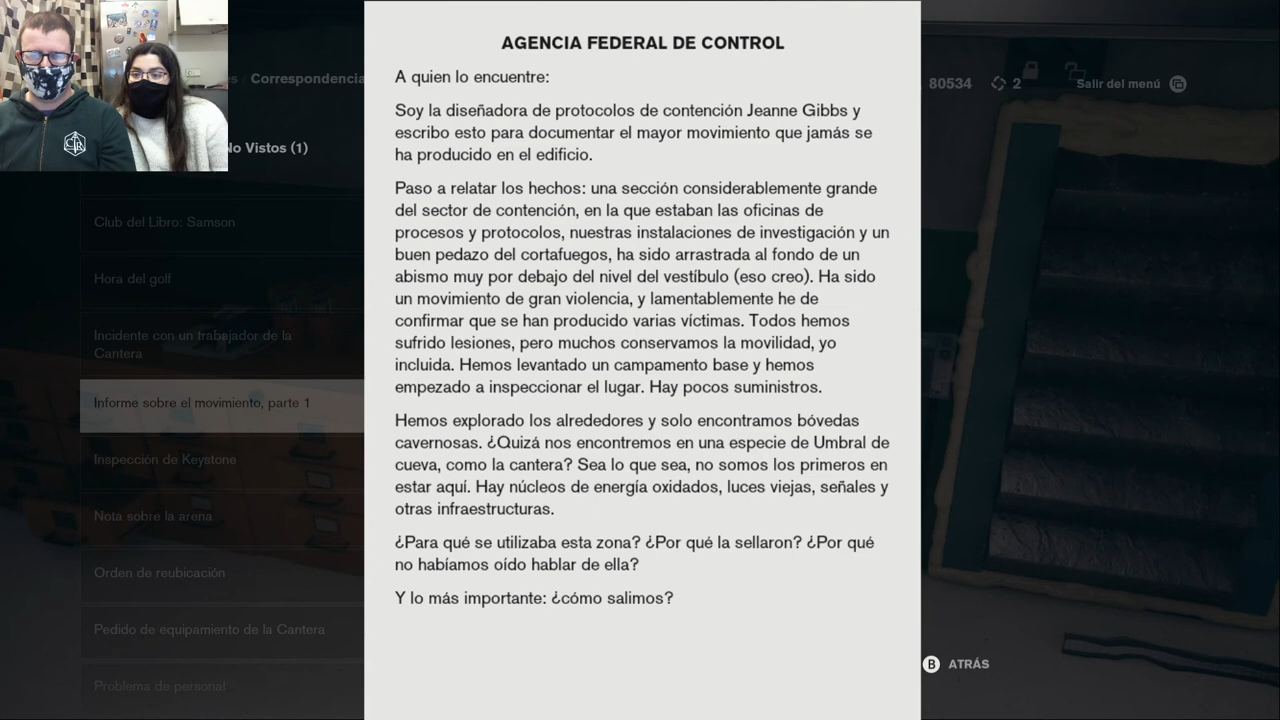 AGENCIA FEDERAL DE CONTROL
A quien lo encuentre:
Soy la diseñadora de protocolos de contención Jeanne Gibbs y
escribo esto para documentar el mayor movimiento que jamás se
ha producido en el edificio.
Paso a relatar los hechos: una sección considerablemente grande
del sector de contención, en la que estaban las oficinas de
procesos y protocolos, nuestras instalaciones de investigación y un
buen pedazo del cortafuegos, ha sido arrastrada al fondo de un
abismo muy por debajo del nivel del vestíbulo (eso creo). Ha sido
un movimiento de gran violencia, y lamentablemente he de
confirmar que se han producido varias víctimas. Todos hemos
sufrido lesiones, pero muchos conservamos la movilidad, yo
incluida. Hemos levantado un campamento base y hemos
empezado a inspeccionar el lugar. Hay pocos suministros.
Hemos explorado los alrededores y solo encontramos bóvedas
cavernosas. ¿Quizá nos encontremos en una especie de Umbral de
cueva, como la cantera? Sea lo que sea, no somos los primeros en
estar aquí. Hay núcleos de energía oxidados, luces viejas, señales y
otras infraestructuras.
¿Para qué se utilizaba esta zona? ¿Por qué la sellaron? ¿Por qué
no habíamos oído hablar de ella?
Y lo más importante: ¿cómo salimos?
Correspondencia
No Vistos (1)
Club del Libro: Samson
Hora del golf
Incidente con un trabajador de la
Cantera
Informe sobre el movimiento, parte 1
Inspección de Keystone
Nota sobre la arena
Orden de reubicación
Pedido de equipamiento de la Cantera
Problema de personal
80534
2
Salir del menú
B ATRÁS